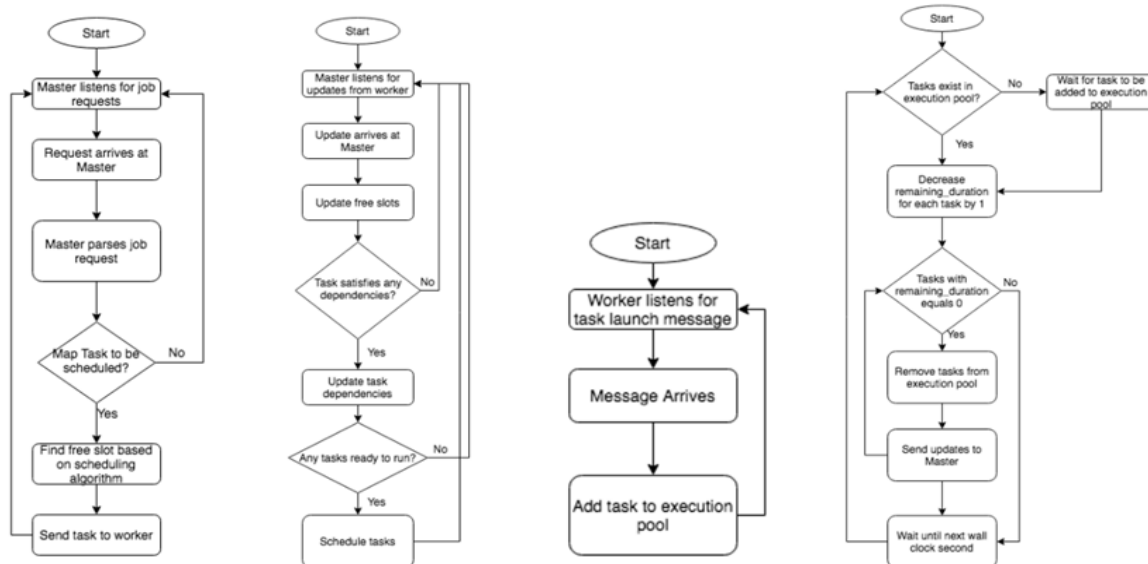 Start
Master listens for job
requests
Request arrives at
Master
Master parses job
request
Map Task to be
scheduled?
No
Yes
Find free slot based
on scheduling
algorithm
Send task to worker
Start
Master listens for
updates from worker
Update arrives at
Master
Update free slots
Task satisfies any
dependencies?
No
Yes
Update task
dependencies
Any tasks ready to run?
No
Yes
Schedule tasks
Start
Worker listens for
task launch message
Message Arrives
Add task to execution
pool
Start
Tasks exist in
execution pool?
No
Wait for task to be
added to execution
pool
Yes
Decrease
remaining_duration
for each task by 1
Tasks with
remaining_duration
equals 0
No
Yes
Remove tasks from
execution pool
Send updates to
Master
Wait until next wall
clock second